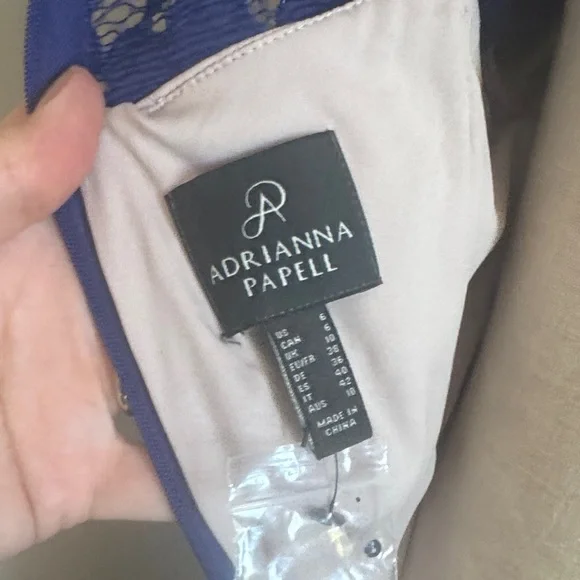 ADRIANNA
PAPELL
US 6
CAN 6
UK 10
EU/FR 38
DE 36
ES 40
IT 42
AUS 10
MADE IN
CHINA